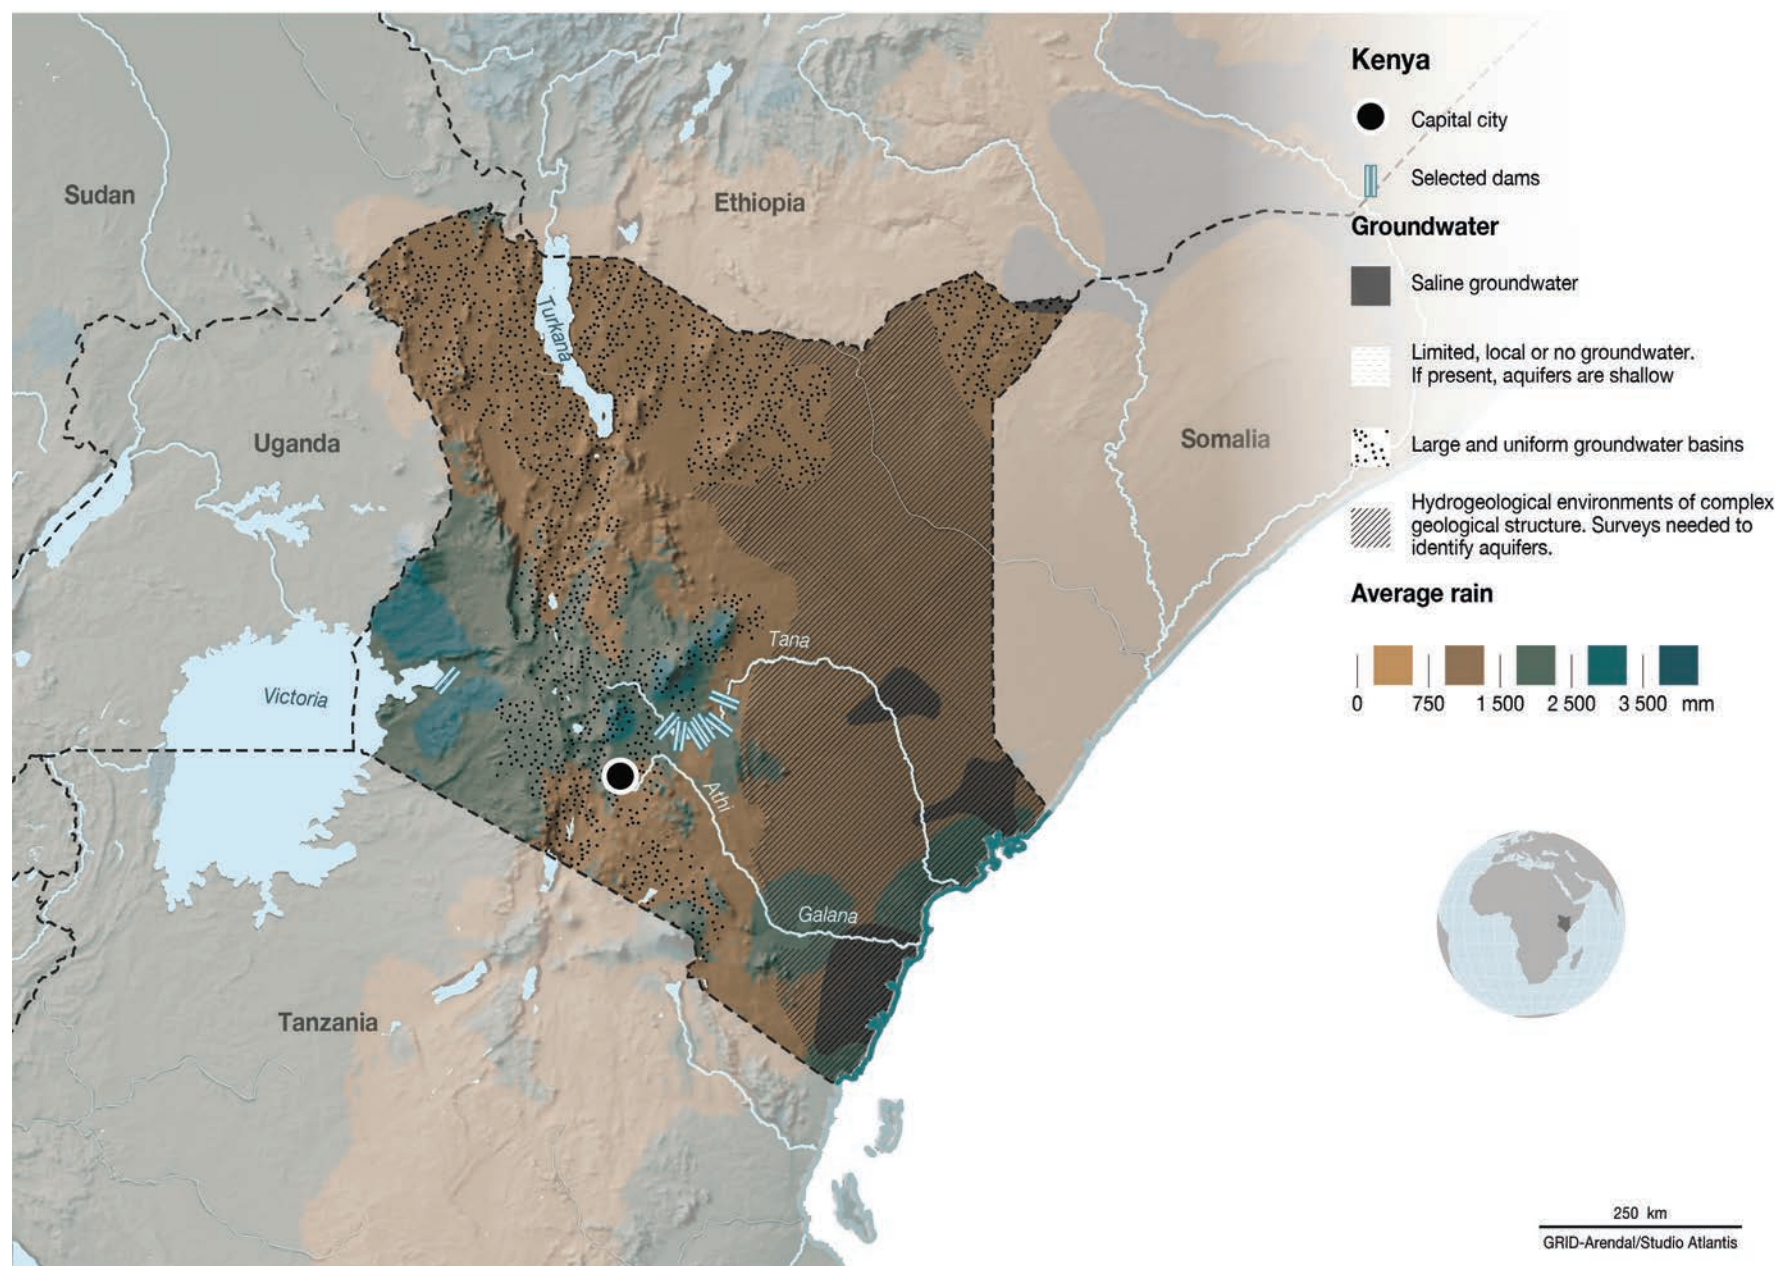 Kenya
Capital city
Selected dams
Groundwater
Saline groundwater
Limited, local or no groundwater.
If present, aquifers are shallow
Large and uniform groundwater basins
Hydrogeological environments of complex
geological structure. Surveys needed to
identify aquifers.
Average rain
0 750 1 500 2 500 3 500 mm
Sudan
Ethiopia
Turkana
Uganda
Somalia
Tana
Victoria
Athi
Galana
Tanzania
250 km
GRID-Arendal/Studio Atlantis